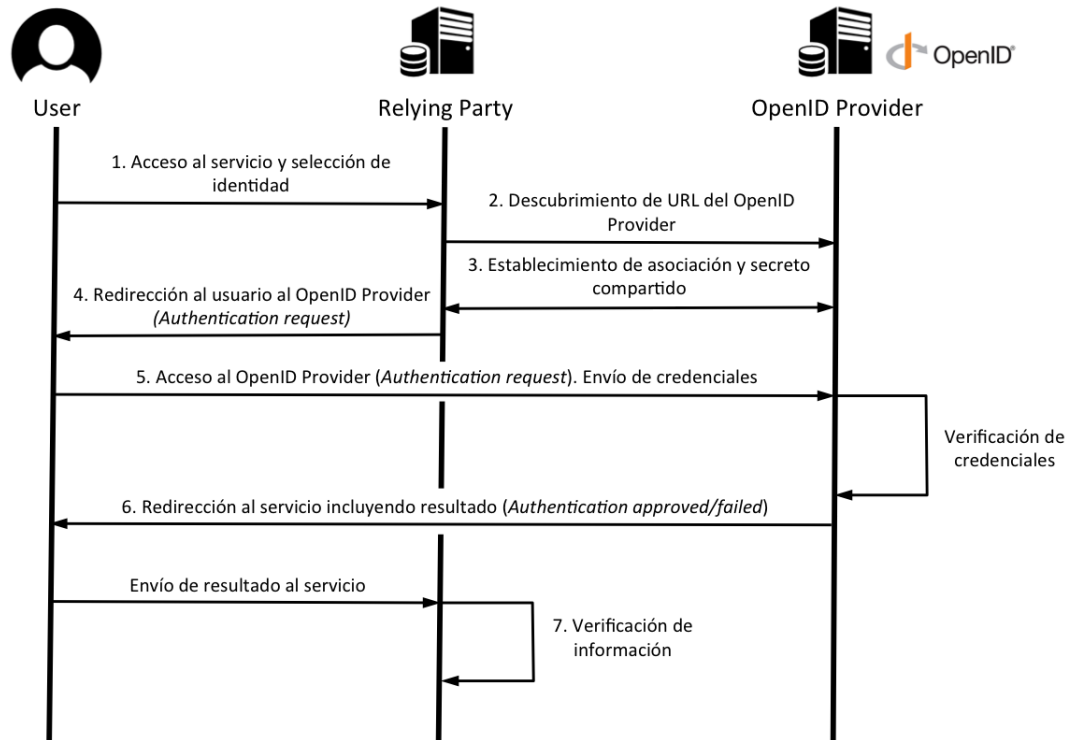 OpenID
User
Relying Party
OpenID Provider
1. Acceso al servicio y selección de
identidad
2. Descubrimiento de URL del OpenID
Provider
3. Establecimiento de asociación y secreto
compartido
4. Redirección al usuario al OpenID Provider
(Authentication request)
5. Acceso al OpenID Provider (Authentication request). Envío de credenciales
Verificación de
credenciales
6. Redirección al servicio incluyendo resultado (Authentication approved/failed)
Envío de resultado al servicio
7. Verificación de
información